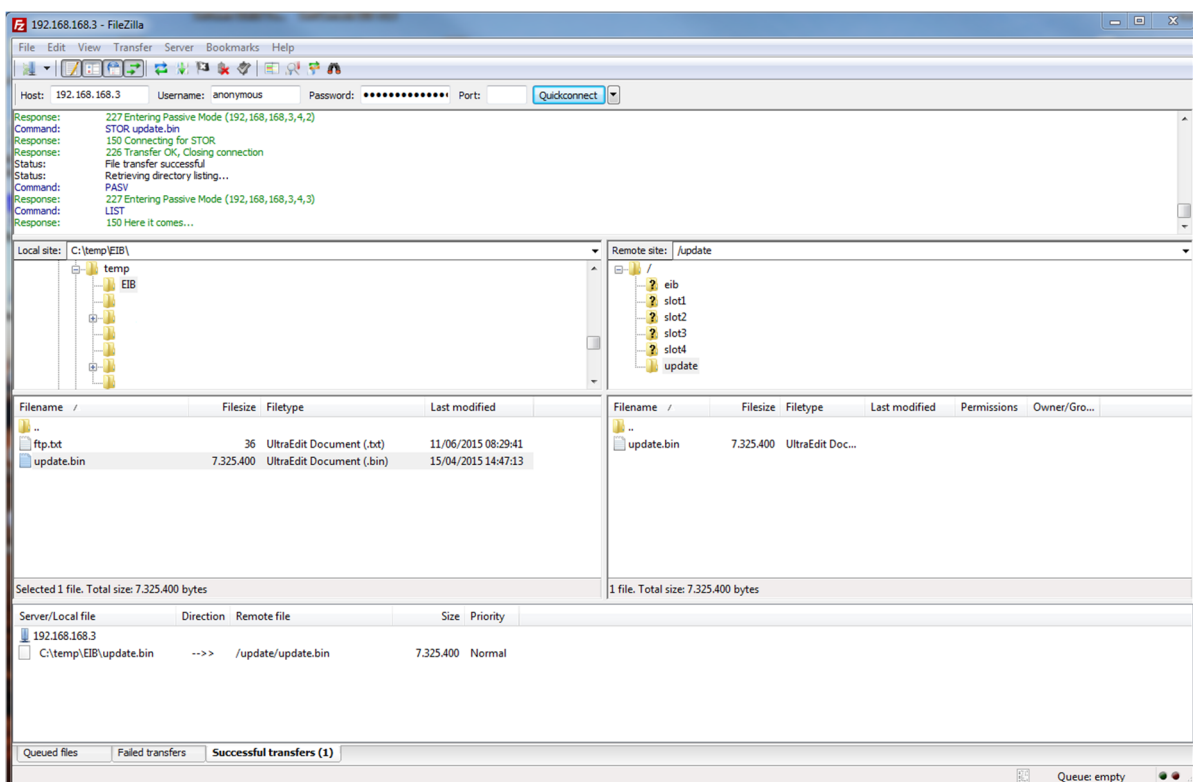 192.168.168.3 - FileZilla
File Edit View Transfer Server Bookmarks Help
Host: 192.168.168.3 Username: anonymous Password: ●●●●●●●●●●●●●● Port: Quickconnect
Response: 227 Entering Passive Mode (192,168,168,3,4,2)
Command: STOR update.bin
Response: 150 Connecting for STOR
Response: 226 Transfer OK, Closing connection
Status: File transfer successful
Status: Retrieving directory listing...
Command: PASV
Response: 227 Entering Passive Mode (192,168,168,3,4,3)
Command: LIST
Response: 150 Here it comes...
Local site: C:\temp\EIB\
temp
EIB
Remote site: /update
/
eib
slot1
slot2
slot3
slot4
update
Filename / Filesize Filetype Last modified
..
ftp.txt 36 UltraEdit Document (.txt) 11/06/2015 08:29:41
update.bin 7.325.400 UltraEdit Document (.bin) 15/04/2015 14:47:13
Selected 1 file. Total size: 7.325.400 bytes
Filename / Filesize Filetype Last modified Permissions Owner/Gro...
..
update.bin 7.325.400 UltraEdit Doc...
1 file. Total size: 7.325.400 bytes
Server/Local file Direction Remote file Size Priority
192.168.168.3
C:\temp\EIB\update.bin -->> /update/update.bin 7.325.400 Normal
Queued files Failed transfers Successful transfers (1)
Queue: empty